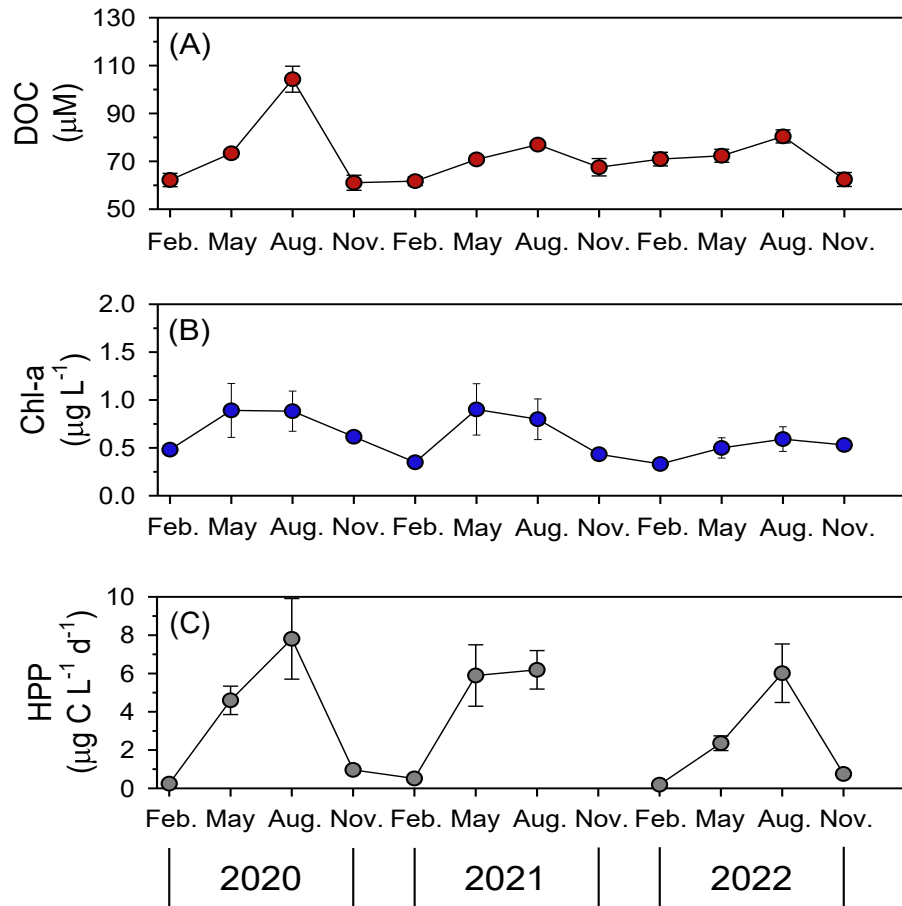 (A)
DOC
(μM)
130
110
90
70
50
Feb. May Aug. Nov. Feb. May Aug. Nov. Feb. May Aug. Nov.
(B)
Chl-a
(μg L⁻¹)
2.0
1.5
1.0
0.5
0.0
Feb. May Aug. Nov. Feb. May Aug. Nov. Feb. May Aug. Nov.
(C)
HPP
(μg C L⁻¹ d⁻¹)
10
8
6
4
2
0
Feb. May Aug. Nov. Feb. May Aug. Nov. Feb. May Aug. Nov.
2020 2021 2022